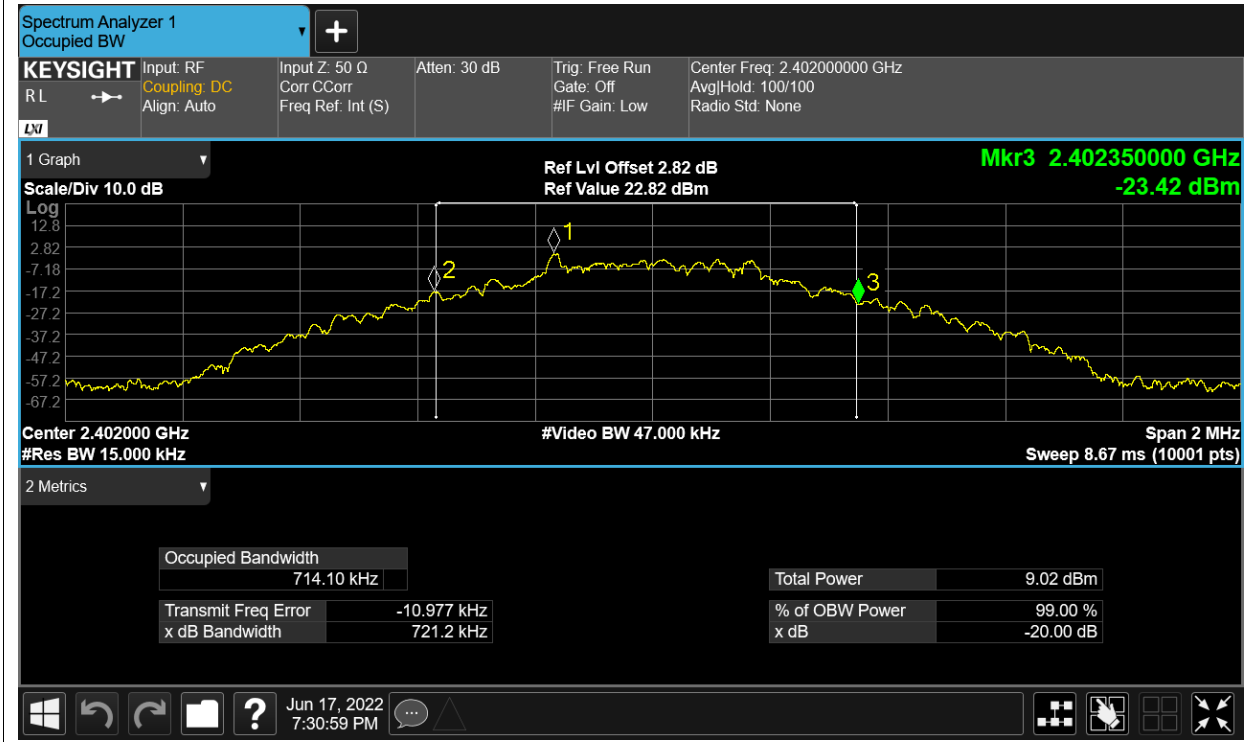 Spectrum Analyzer 1
Occupied BW
KEYSIGHT
R L
LXI
Input: RF
Coupling: DC
Align: Auto
Input Z: 50 Ω
Corr CCorr
Freq Ref: Int (S)
Atten: 30 dB
Trig: Free Run
Gate: Off
#IF Gain: Low
Center Freq: 2.402000000 GHz
Avg|Hold: 100/100
Radio Std: None
1 Graph
Scale/Div 10.0 dB
Ref Lvl Offset 2.82 dB
Ref Value 22.82 dBm
Mkr3 2.402350000 GHz
-23.42 dBm
Log
12.8
2.82
-7.18
-17.2
-27.2
-37.2
-47.2
-57.2
-67.2
1
2
3
Center 2.402000 GHz
#Video BW 47.000 kHz
Span 2 MHz
#Res BW 15.000 kHz
Sweep 8.67 ms (10001 pts)
2 Metrics
Occupied Bandwidth
714.10 kHz
Transmit Freq Error -10.977 kHz
x dB Bandwidth 721.2 kHz
Total Power 9.02 dBm
% of OBW Power 99.00 %
x dB -20.00 dB
?
Jun 17, 2022
7:30:59 PM